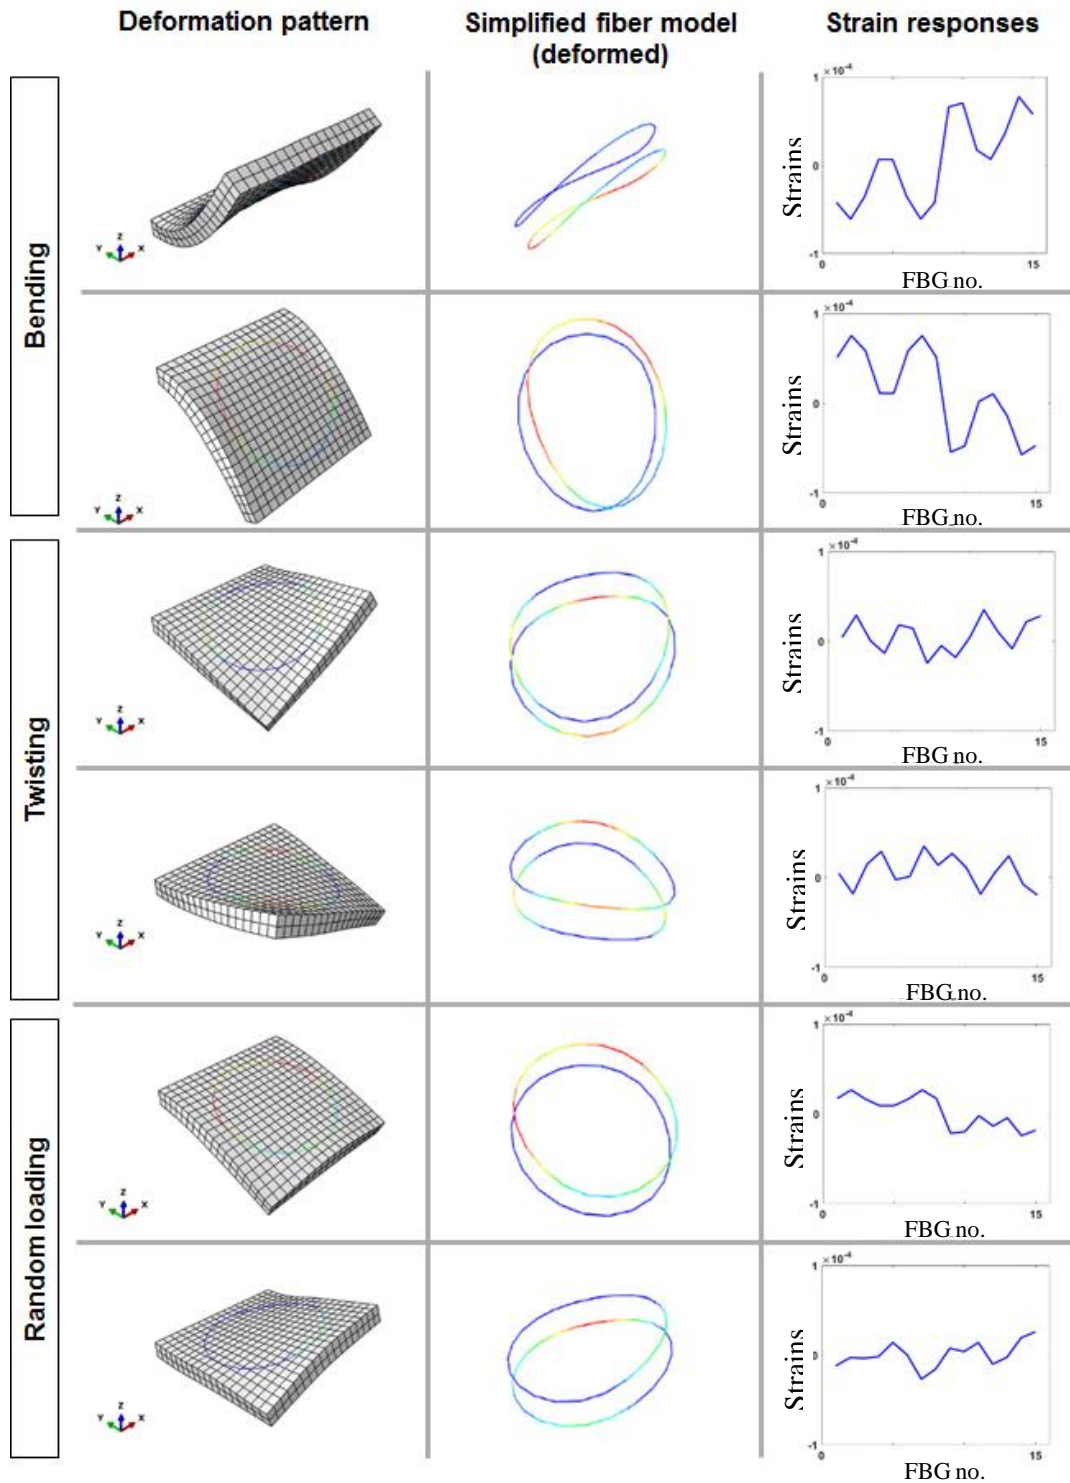 Deformation pattern
Simplified fiber model
(deformed)
Strain responses
Bending
Z
Y X
1 ×10⁻⁴
Strains
0
-1
0 15
FBG no.
Z
Y X
1 ×10⁻⁴
Strains
0
-1
0 15
FBG no.
Twisting
Z
Y X
1 ×10⁻⁴
Strains
0
-1
0 15
FBG no.
Z
Y X
1 ×10⁻⁴
Strains
0
-1
0 15
FBG no.
Random loading
Z
Y X
1 ×10⁻⁴
Strains
0
-1
0 15
FBG no.
Z
Y X
1 ×10⁻⁴
Strains
0
-1
0 15
FBG no.